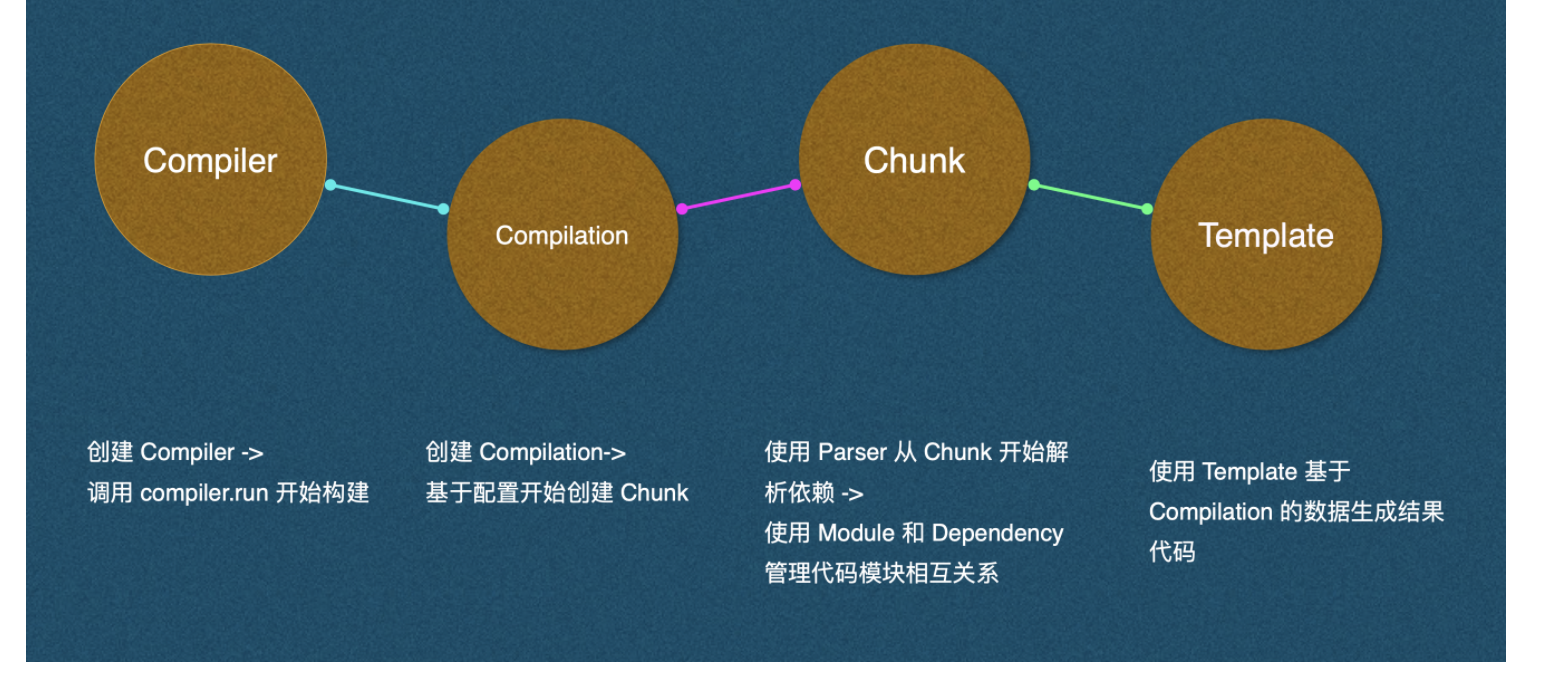 Compiler
Compilation
Chunk
Template
创建 Compiler ->
调用 compiler.run 开始构建
创建 Compilation->
基于配置开始创建 Chunk
使用 Parser 从 Chunk 开始解
析依赖 ->
使用 Module 和 Dependency
管理代码模块相互关系
使用 Template 基于
Compilation 的数据生成结果
代码